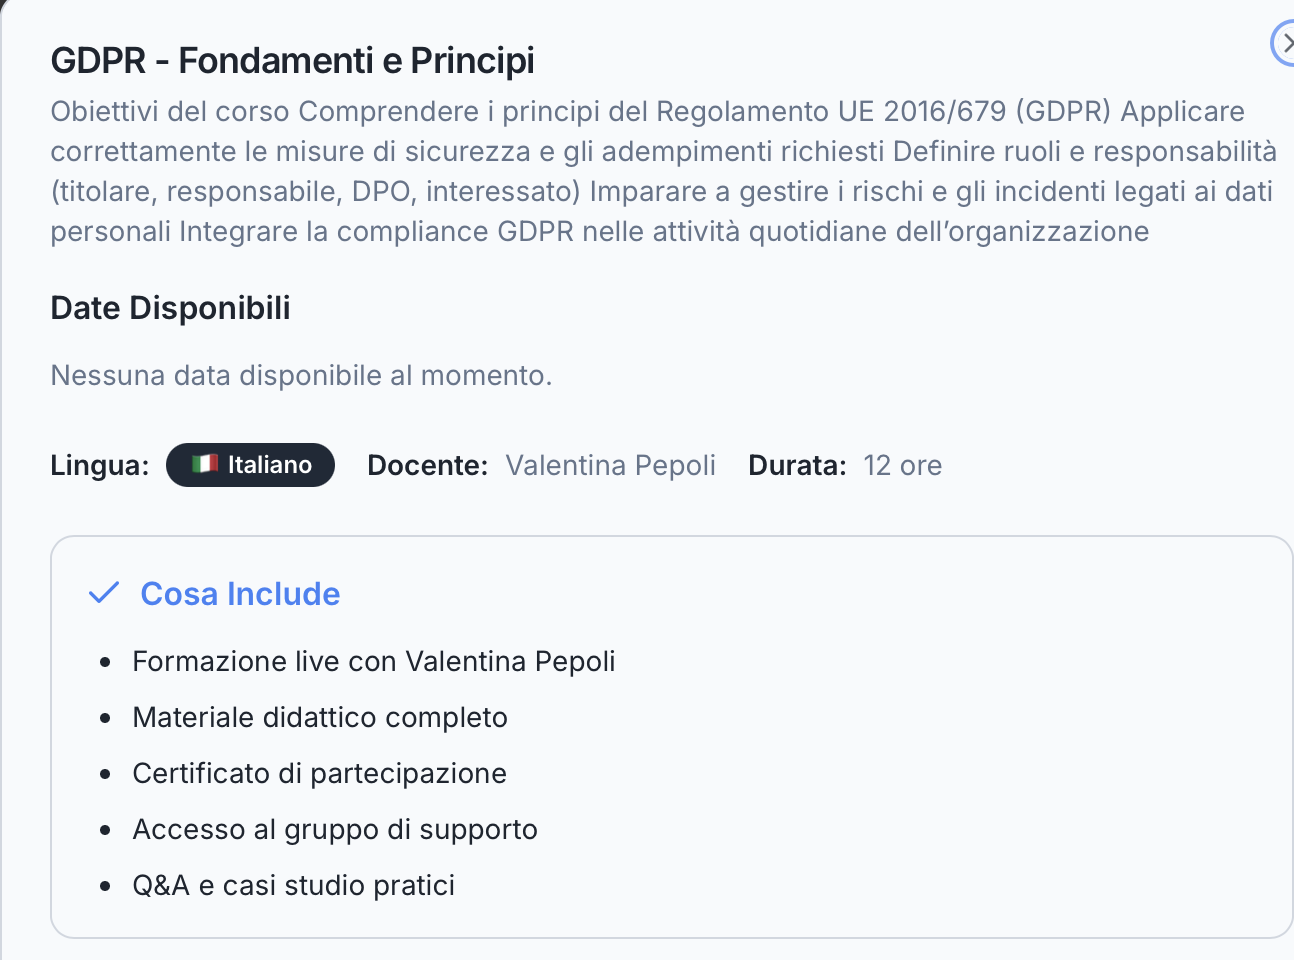 GDPR - Fondamenti e Principi
Obiettivi del corso Comprendere i principi del Regolamento UE 2016/679 (GDPR) Applicare
correttamente le misure di sicurezza e gli adempimenti richiesti Definire ruoli e responsabilità
(titolare, responsabile, DPO, interessato) Imparare a gestire i rischi e gli incidenti legati ai dati
personali Integrare la compliance GDPR nelle attività quotidiane dell’organizzazione
Date Disponibili
Nessuna data disponibile al momento.
Lingua: Italiano Docente: Valentina Pepoli Durata: 12 ore
Cosa Include
Formazione live con Valentina Pepoli
Materiale didattico completo
Certificato di partecipazione
Accesso al gruppo di supporto
Q&A e casi studio pratici